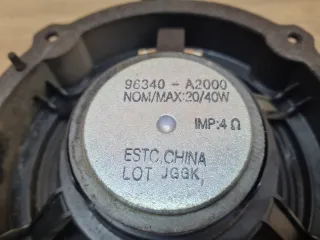 96340 - A2000
NOM/MAX:20/40W
IMP:4 Ω
ESTC.CHINA
LOT JGGK,